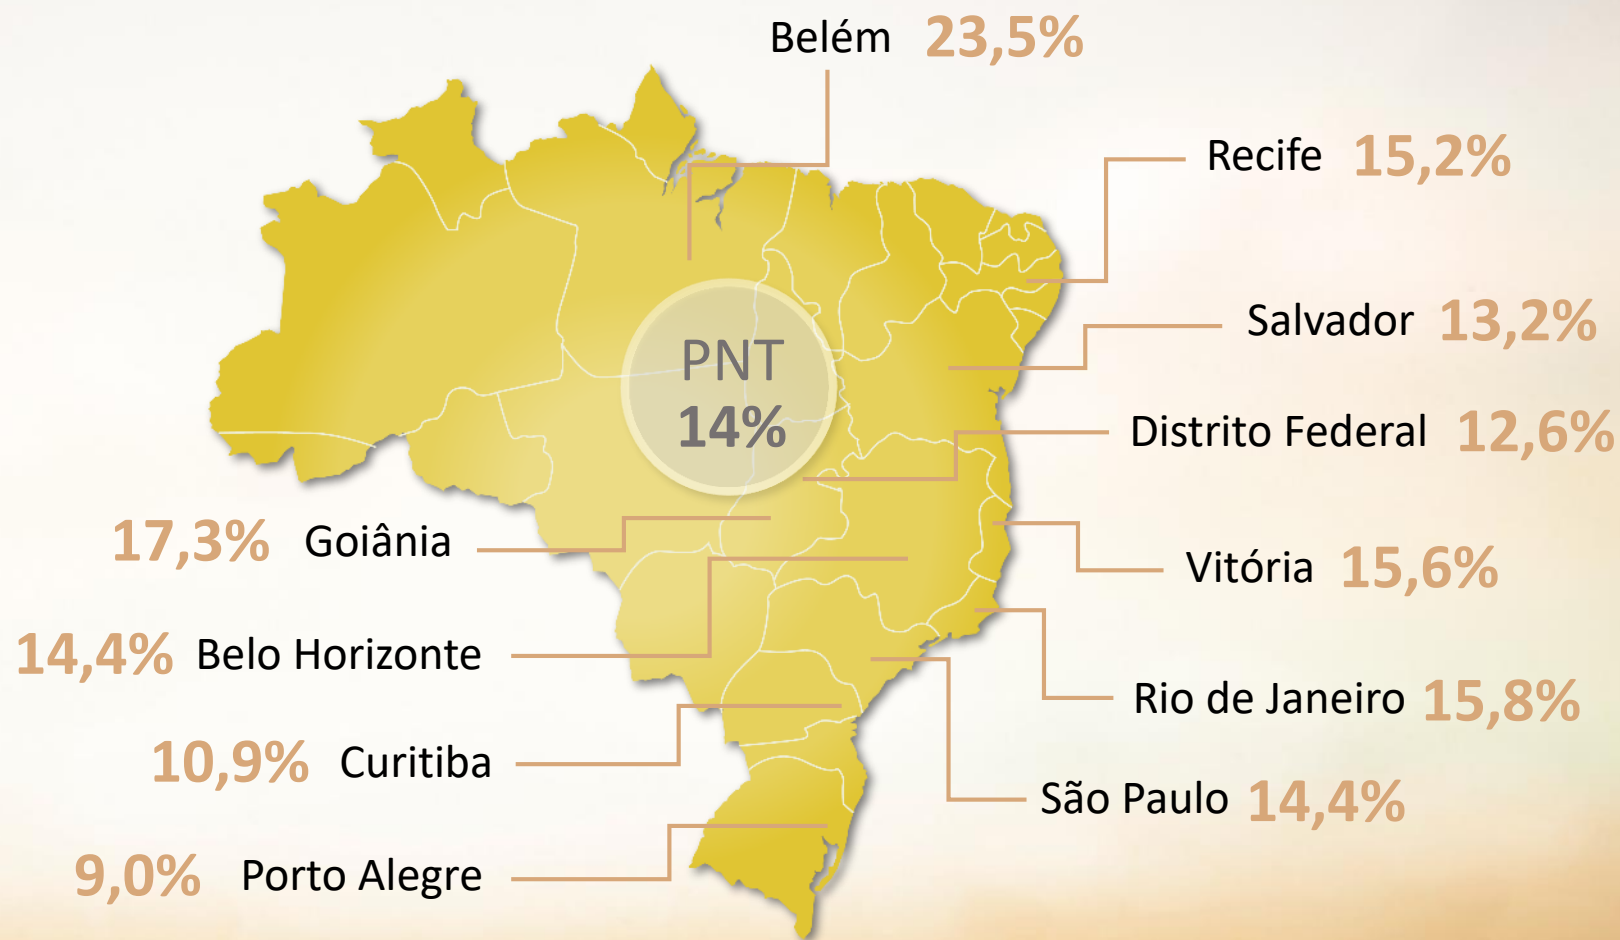 Belém 23,5%
Recife 15,2%
Salvador 13,2%
PNT
14%
Distrito Federal 12,6%
17,3% Goiânia
Vitória 15,6%
14,4% Belo Horizonte
Rio de Janeiro 15,8%
10,9% Curitiba
São Paulo 14,4%
9,0% Porto Alegre